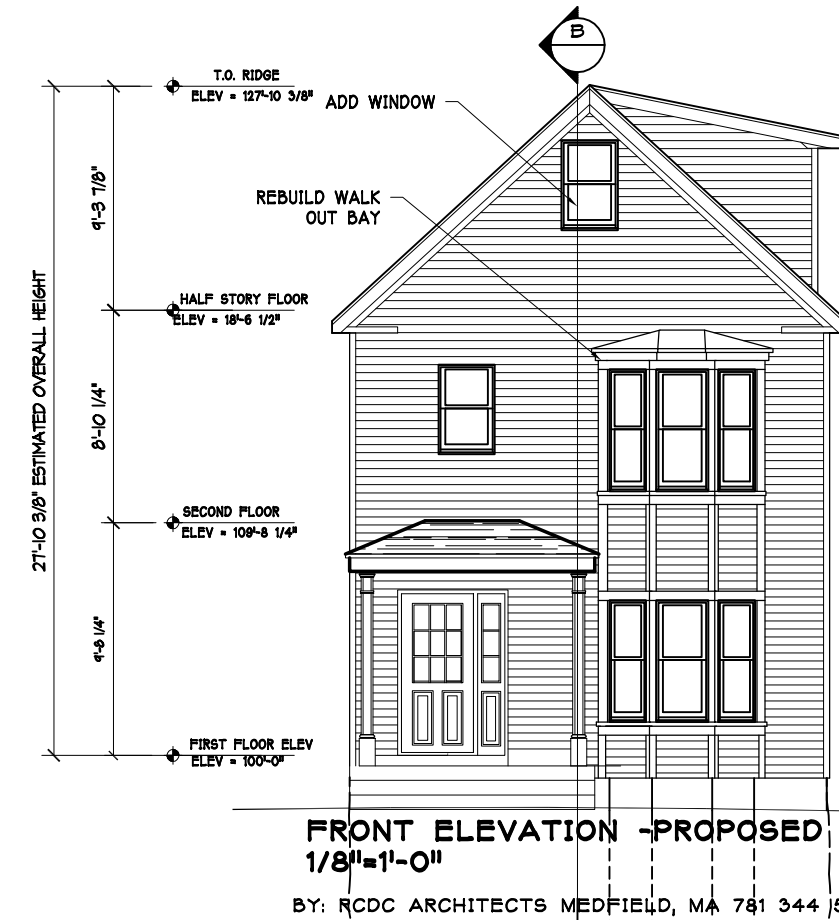 B
T.O. RIDGE
ELEV = 127'-10 3/8"
ADD WINDOW
9'-3 7/8"
REBUILD WALK
OUT BAY
HALF STORY FLOOR
ELEV = 18'-6 1/2"
27'-10 3/8" ESTIMATED OVERALL HEIGHT
8'-10 1/4"
SECOND FLOOR
ELEV = 109'-8 1/4"
9'-8 1/4"
FIRST FLOOR ELEV
ELEV = 100'-0"
FRONT ELEVATION -PROPOSED
1/8"=1'-0"
BY: RCDC ARCHITECTS MEDFIELD, MA 781 344